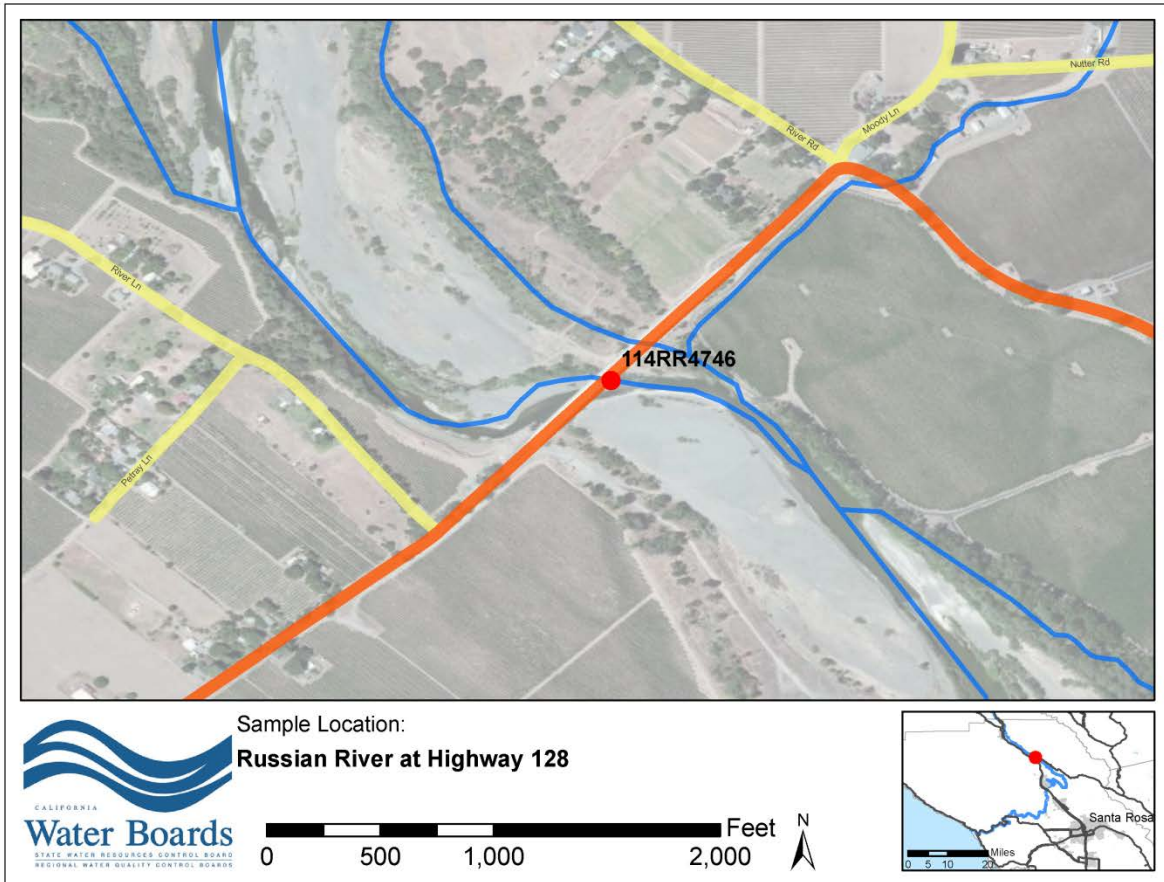 Nutter Rd
Moody Ln
River Rd
River Ln
114RR4746
Petray Ln
Sample Location:
Russian River at Highway 128
CALIFORNIA
Water Boards
STATE WATER RESOURCES CONTROL BOARD
REGIONAL WATER QUALITY CONTROL BOARDS
Feet
0 500 1,000 2,000
N
Santa Rosa
Miles
0 5 10 20